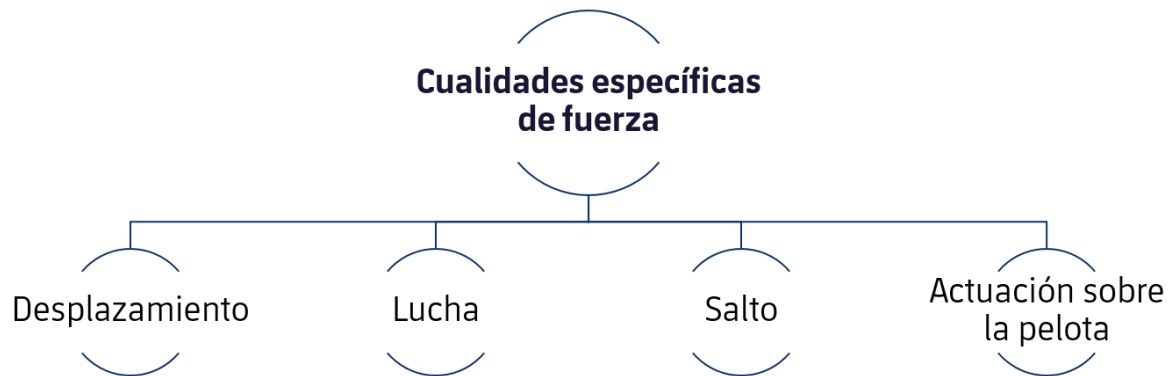 Cualidades específicas
de fuerza
Desplazamiento
Lucha
Salto
Actuación sobre
la pelota